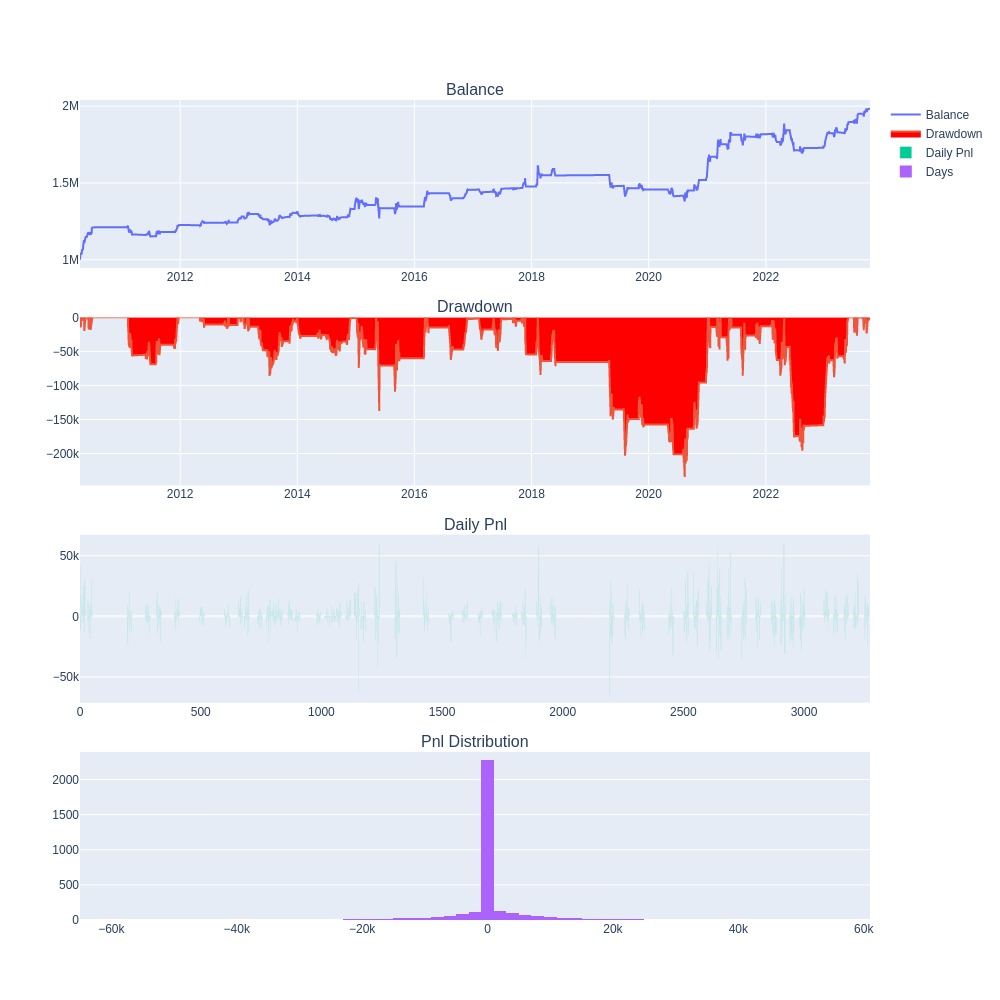 Balance
2M
1.5M
1M
2012 2014 2016 2018 2020 2022
Balance
Drawdown
Daily Pnl
Days
Drawdown
0
−50k
−100k
−150k
−200k
2012 2014 2016 2018 2020 2022
Daily Pnl
50k
0
−50k
0 500 1000 1500 2000 2500 3000
Pnl Distribution
2000
1500
1000
500
0
−60k −40k −20k 0 20k 40k 60k